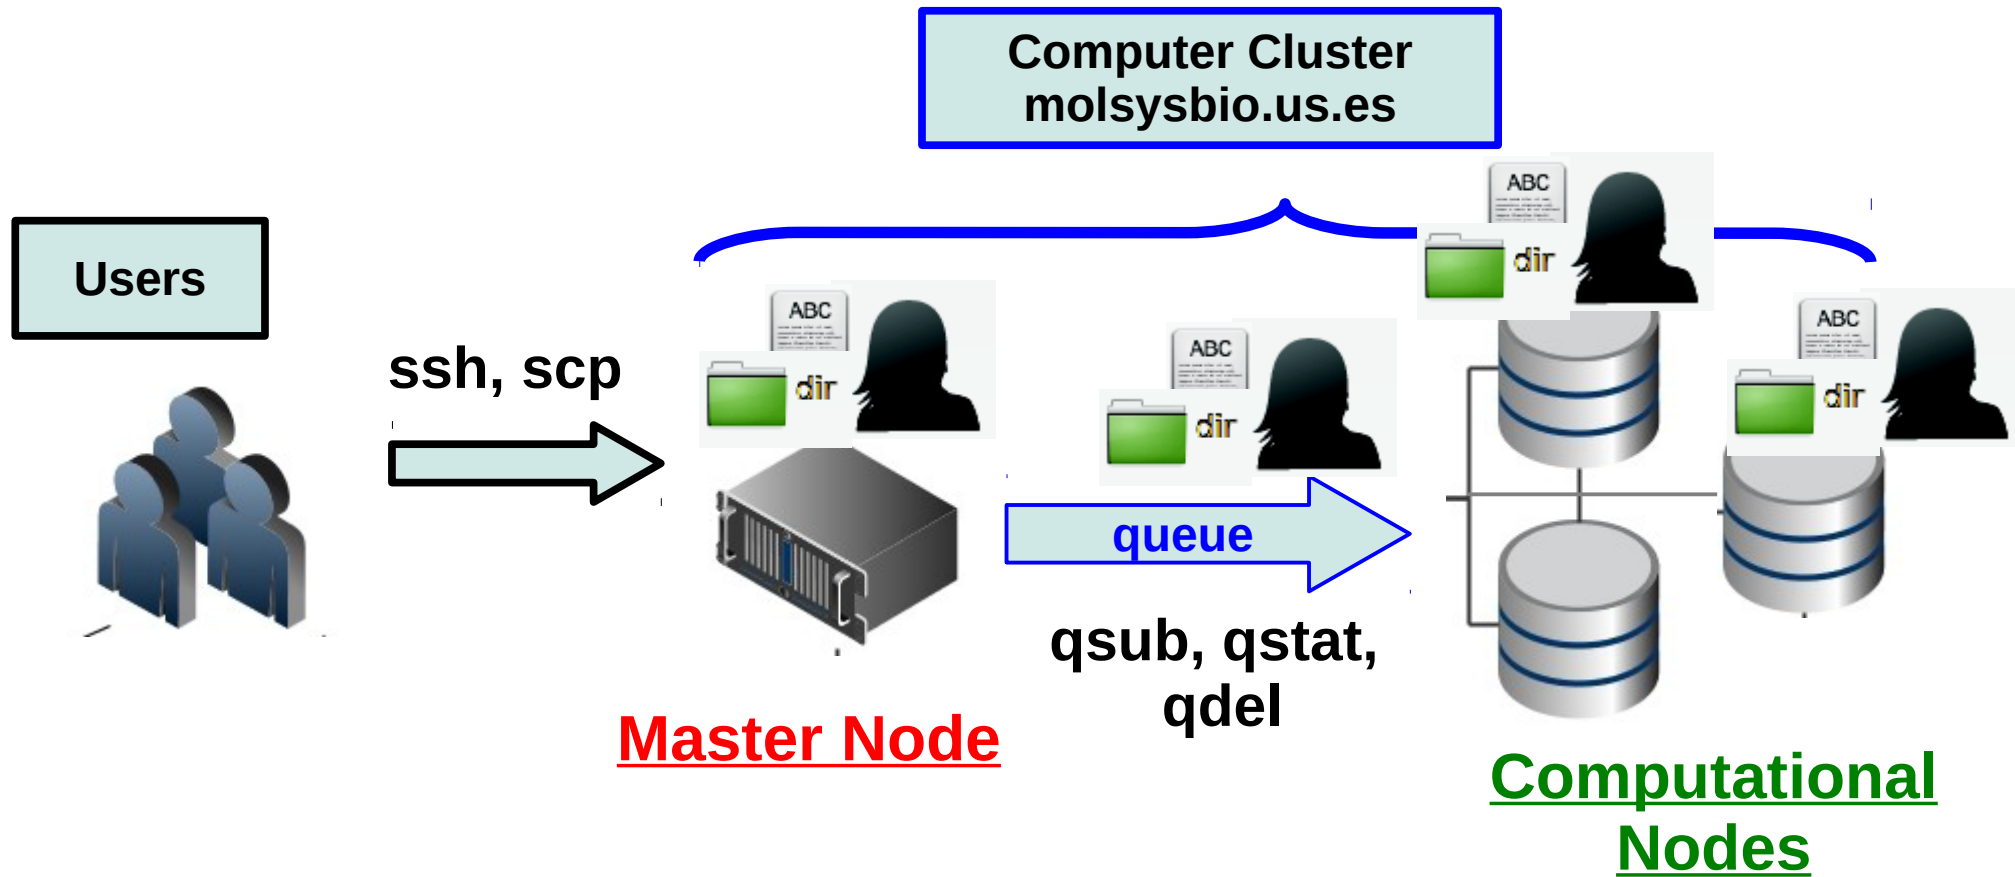 Computer Cluster
molsysbio.us.es
Users
ssh, scp
ABC
dir
ABC
dir
ABC
dir
ABC
dir
queue
qsub, qstat,
qdel
Master Node
Computational
Nodes